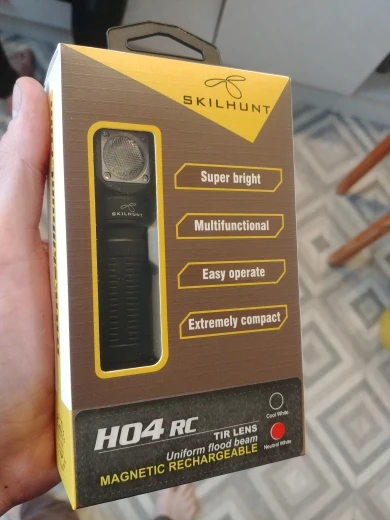 SKILHUNT
Super bright
SKILHUNT
Multifunctional
Easy operate
Extremely compact
H04 RC
TIR LENS
Uniform flood beam
MAGNETIC RECHARGEABLE
Cool White
Neutral White